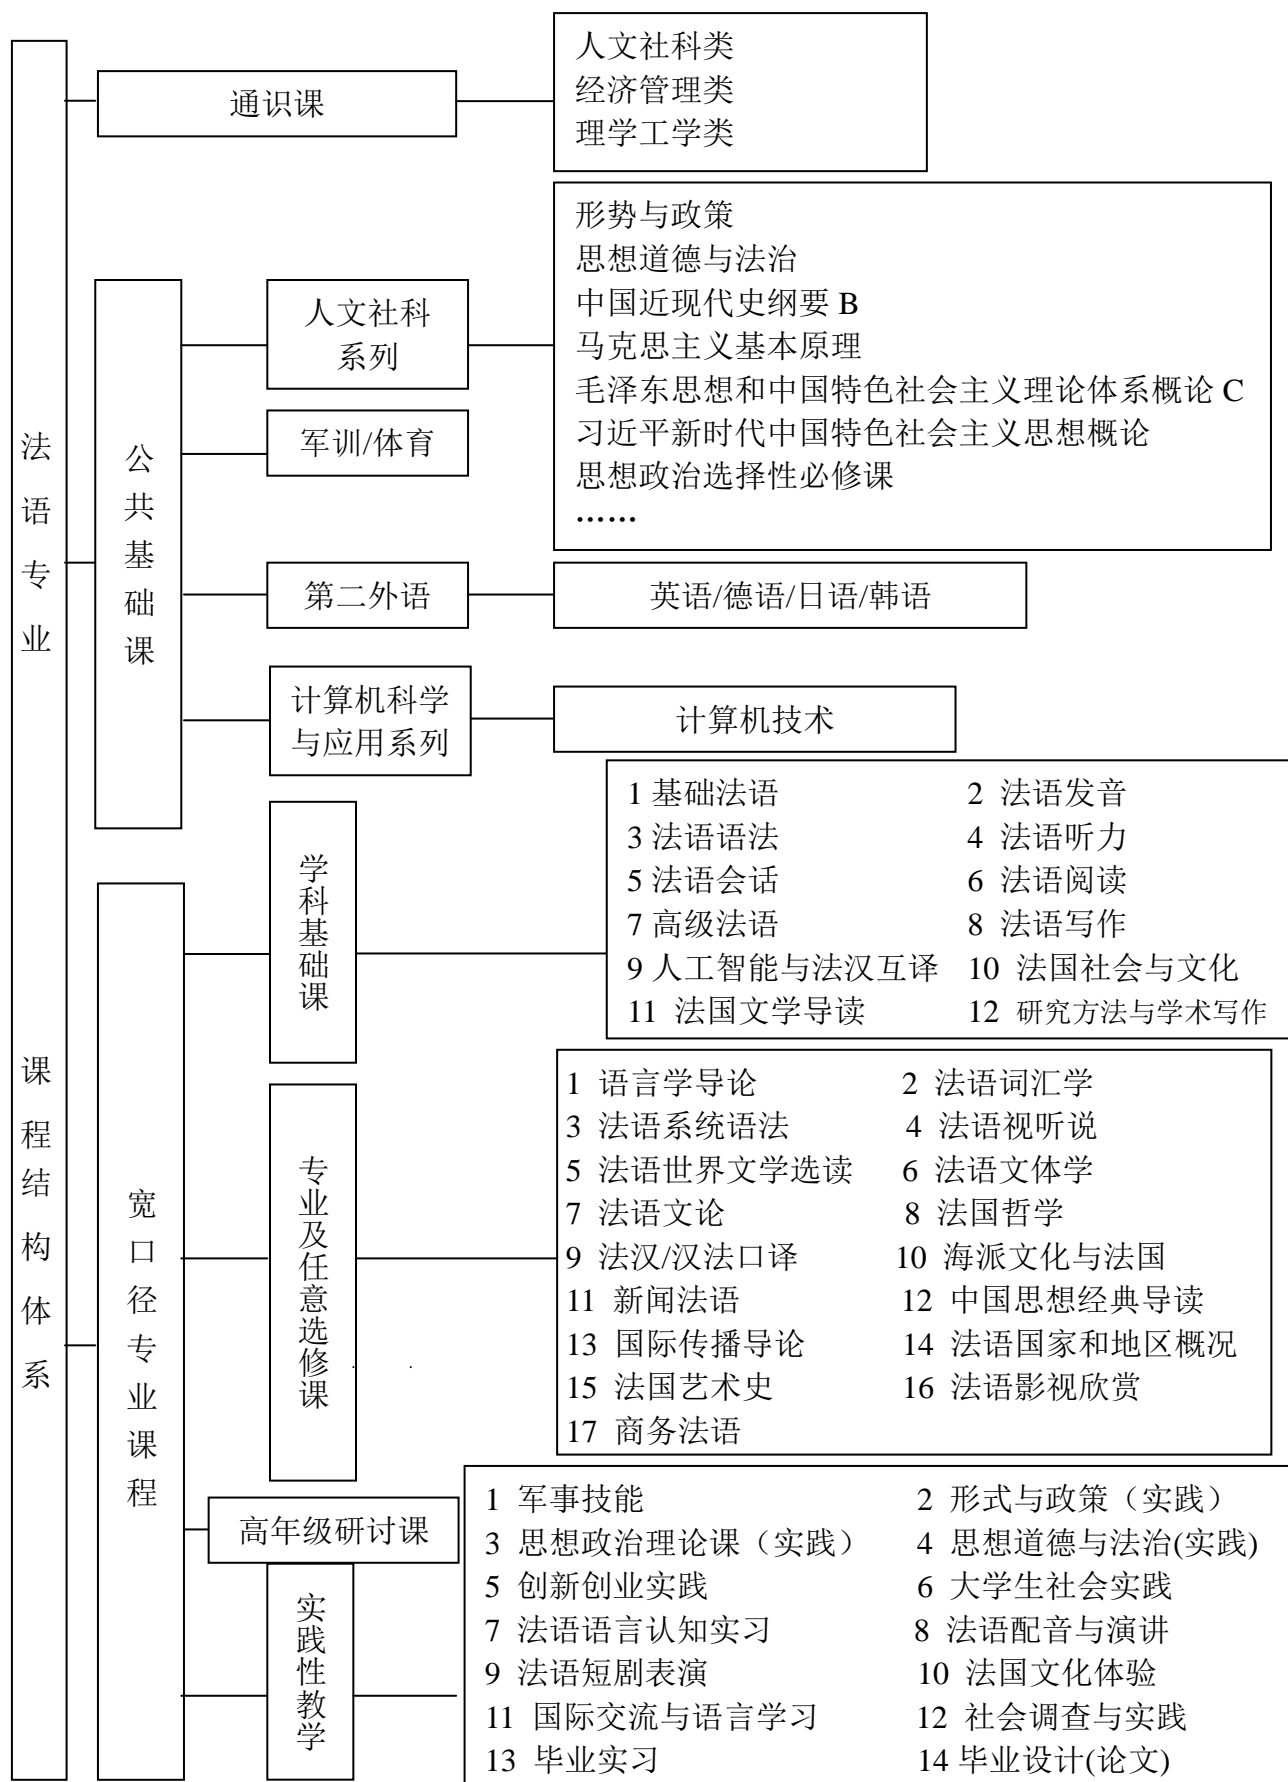 法语专业课程结构体系
通识课
人文社科类
经济管理类
理学工学类
公共基础课
人文社科
系列
形势与政策
思想道德与法治
中国近现代史纲要 B
马克思主义基本原理
毛泽东思想和中国特色社会主义理论体系概论 C
习近平新时代中国特色社会主义思想概论
思想政治选择性必修课
……
军训/体育
第二外语
英语/德语/日语/韩语
计算机科学
与应用系列
计算机技术
宽口径专业课程
学科基础课
1 基础法语 2 法语发音
3 法语语法 4 法语听力
5 法语会话 6 法语阅读
7 高级法语 8 法语写作
9 人工智能与法汉互译 10 法国社会与文化
11 法国文学导读 12 研究方法与学术写作
专业及任意选修课
1 语言学导论 2 法语词汇学
3 法语系统语法 4 法语视听说
5 法语世界文学选读 6 法语文体学
7 法语文论 8 法国哲学
9 法汉/汉法口译 10 海派文化与法国
11 新闻法语 12 中国思想经典导读
13 国际传播导论 14 法语国家和地区概况
15 法国艺术史 16 法语影视欣赏
17 商务法语
高年级研讨课
实践性教学
1 军事技能 2 形式与政策（实践）
3 思想政治理论课（实践） 4 思想道德与法治(实践)
5 创新创业实践 6 大学生社会实践
7 法语语言认知实习 8 法语配音与演讲
9 法语短剧表演 10 法国文化体验
11 国际交流与语言学习 12 社会调查与实践
13 毕业实习 14 毕业设计(论文)